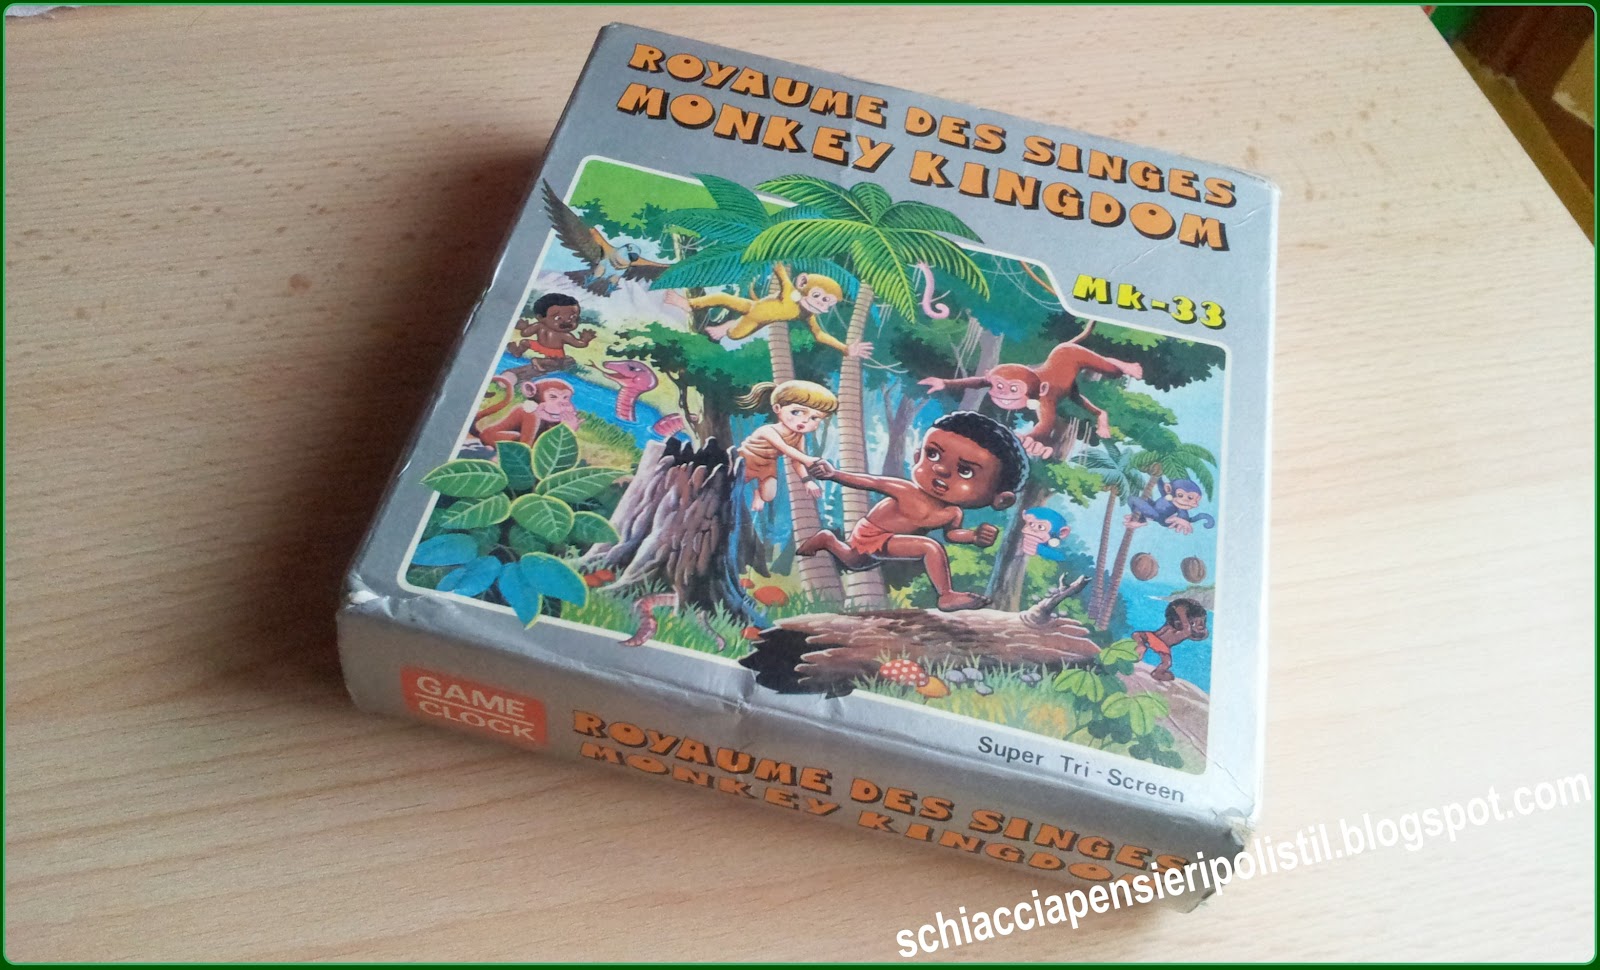 ROYAUME DES SINGES
MONKEY KINGDOM
Mk-33
Super Tri-Screen
GAME
CLOCK
ROYAUME DES SINGES
MONKEY KINGDOM
schiacciapensieripolistil.blogspot.com